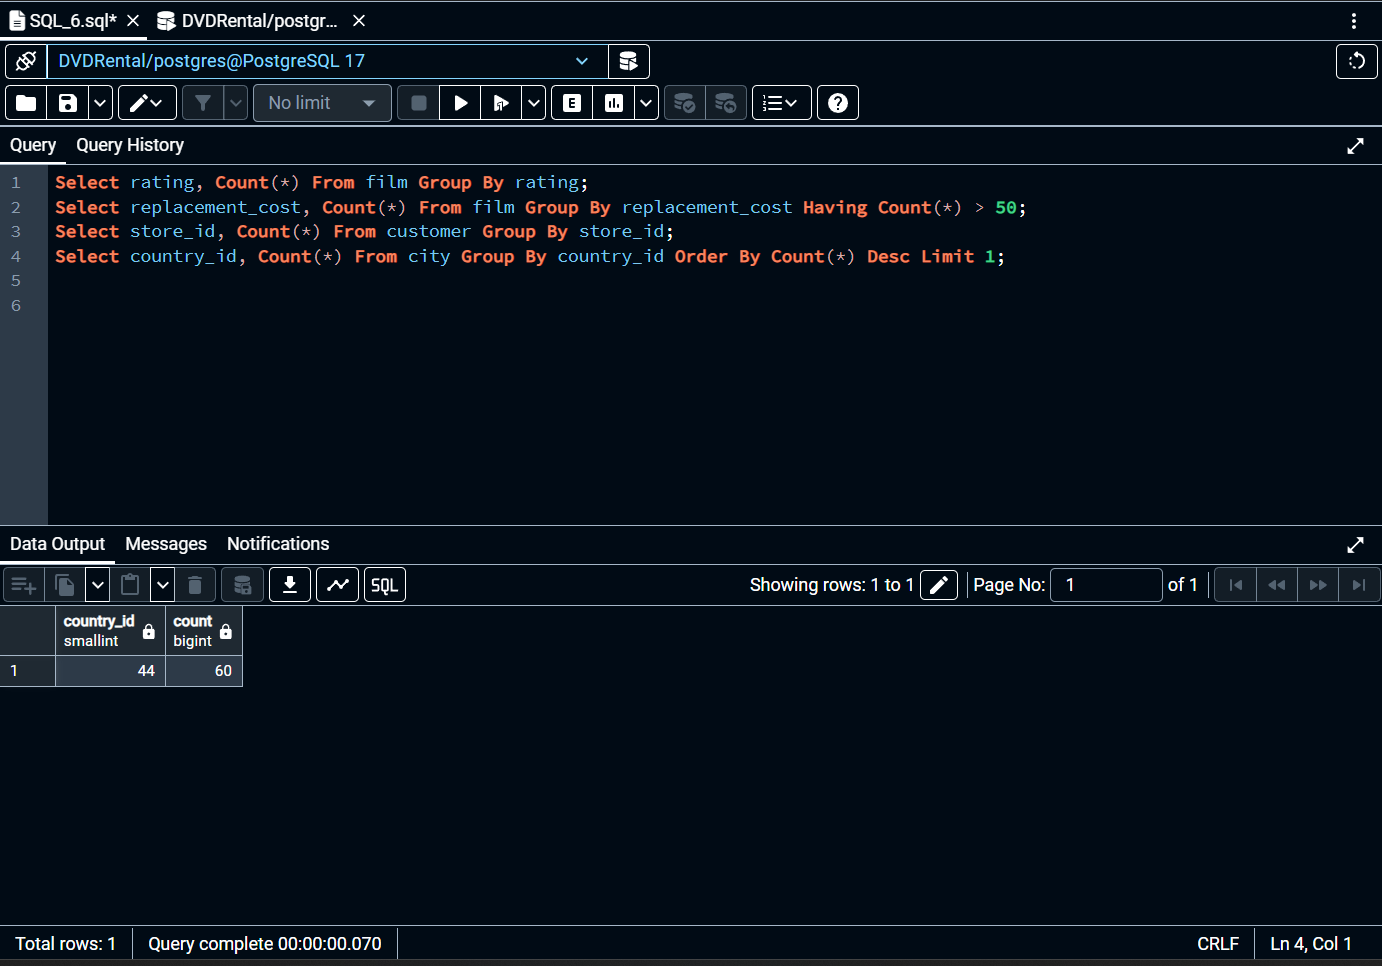 SQL_6.sql* DVDRental/postgr...
DVDRental/postgres@PostgreSQL 17
No limit E
Query Query History
1 Select rating, Count(*) From film Group By rating;
2 Select replacement_cost, Count(*) From film Group By replacement_cost Having Count(*) > 50;
3 Select store_id, Count(*) From customer Group By store_id;
4 Select country_id, Count(*) From city Group By country_id Order By Count(*) Desc Limit 1;
5
6
Data Output Messages Notifications
SQL Showing rows: 1 to 1 Page No: 1 of 1
country_id count
smallint bigint
1 44 60
Total rows: 1 Query complete 00:00:00.070 CRLF Ln 4, Col 1